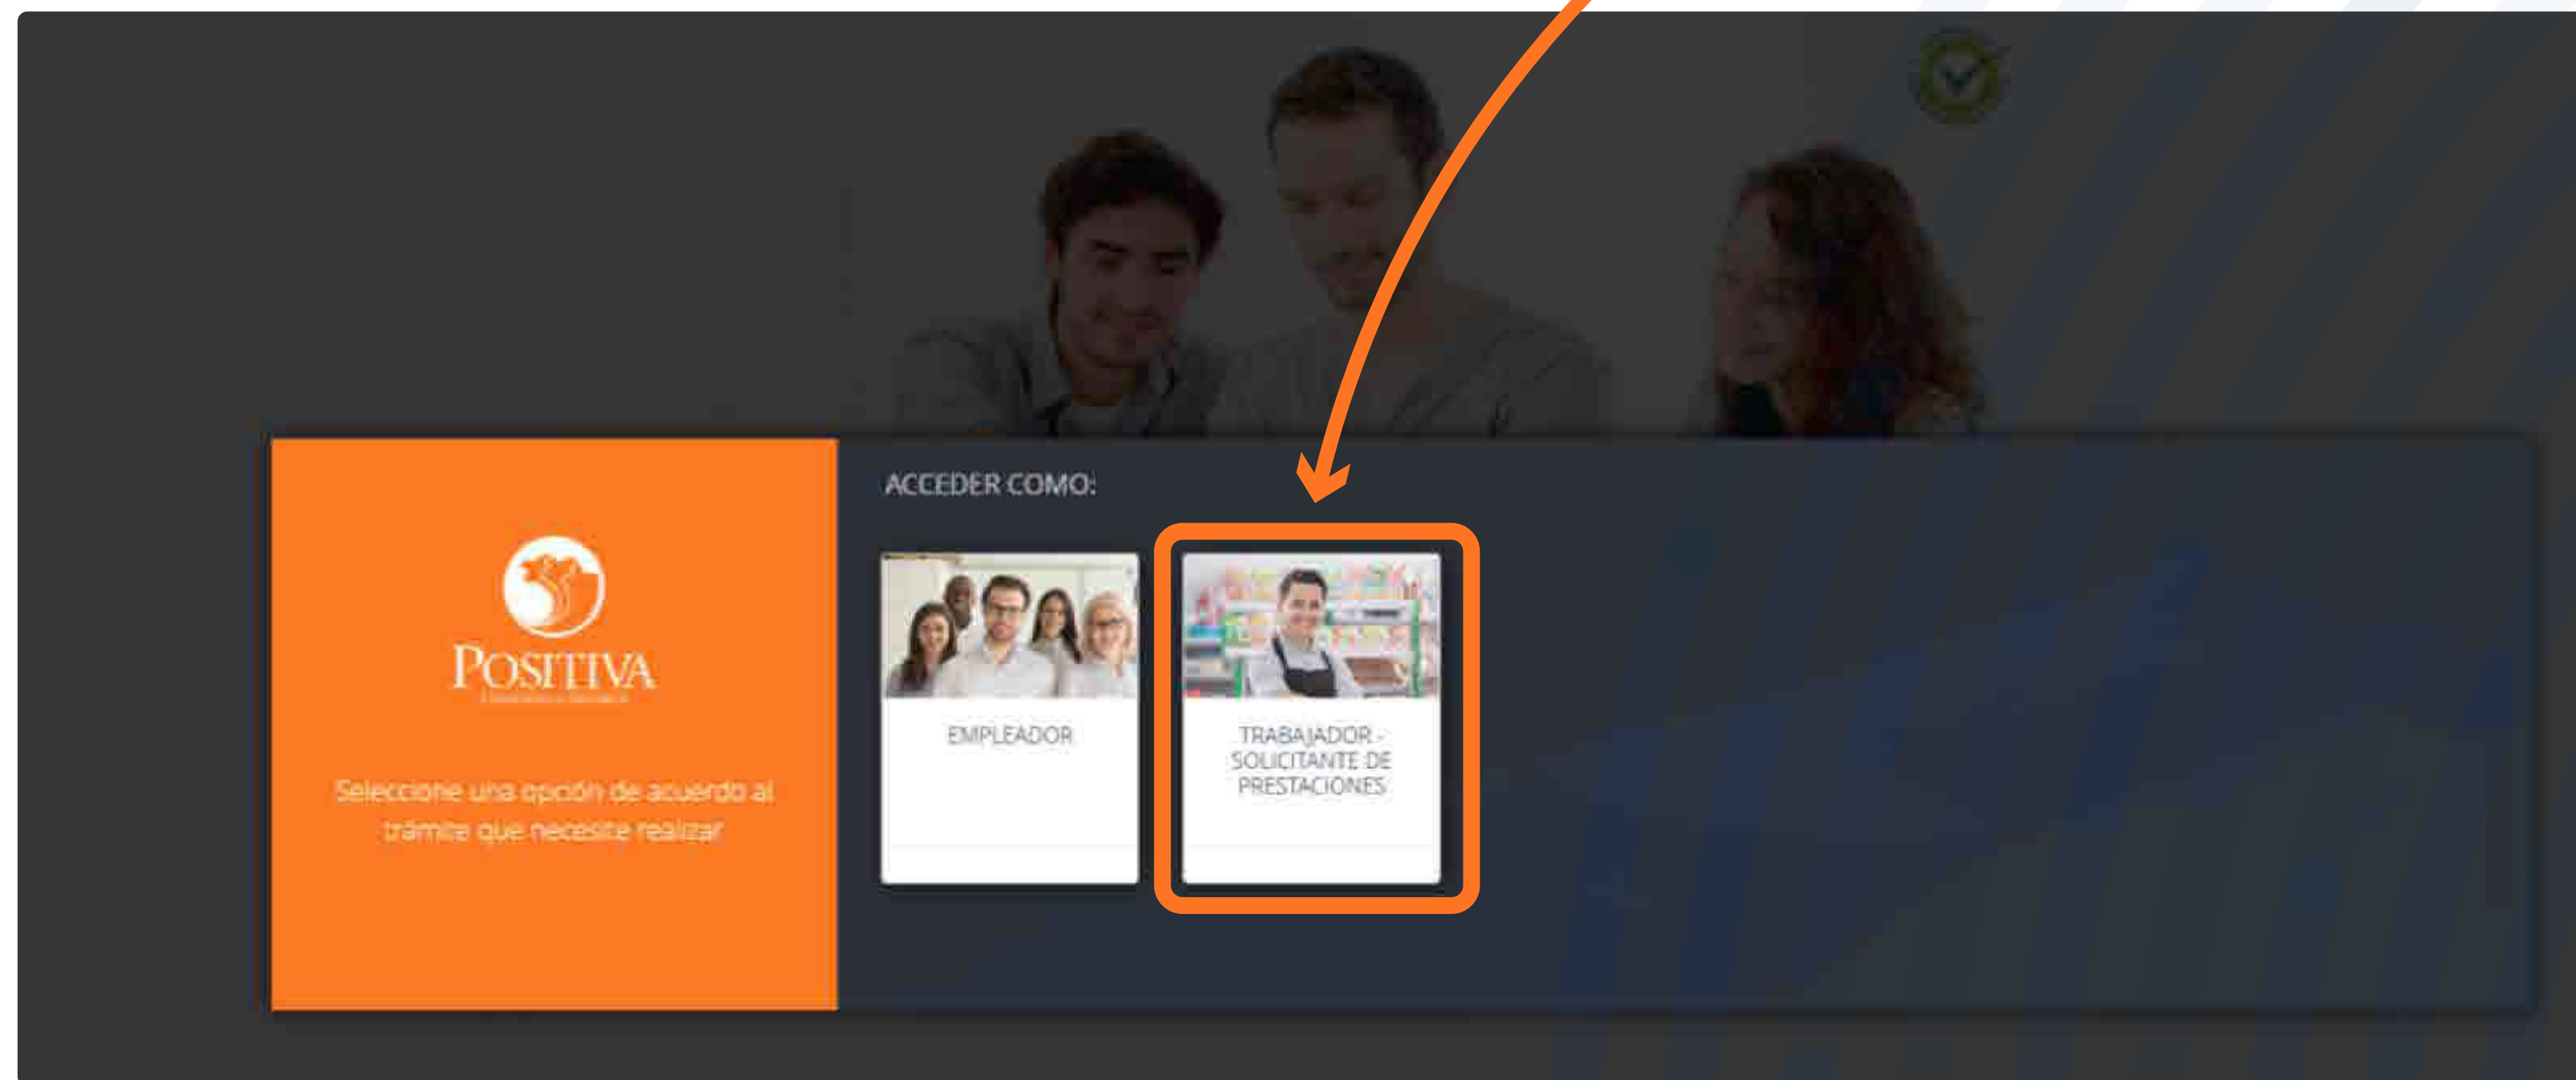 ACCEDER COMO:
POSITIVA
Seleccione una opción de acuerdo al
trámite que necesite realizar
EMPLEADOR
TRABAJADOR -
SOLICITANTE DE
PRESTACIONES